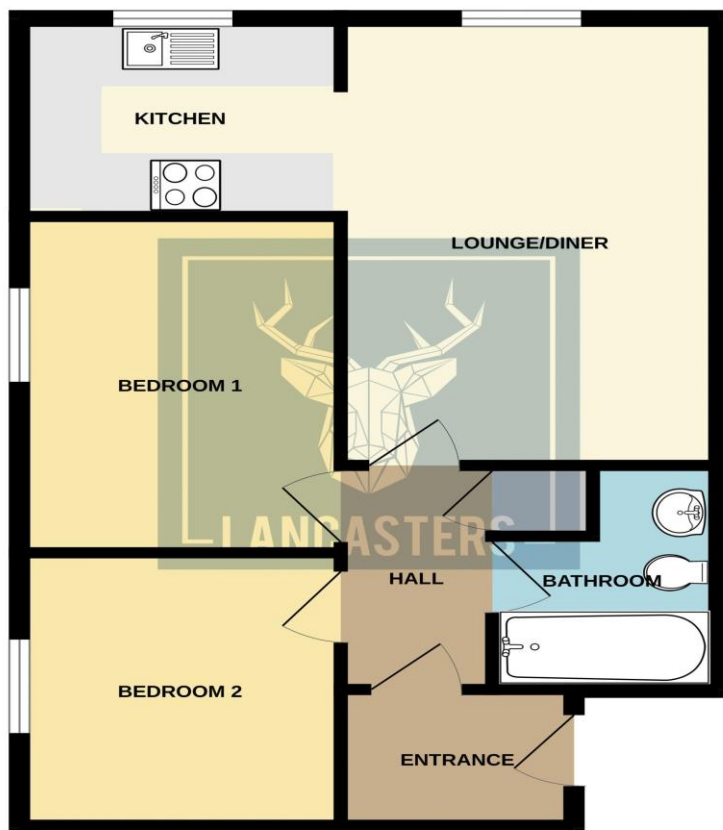 KITCHEN
LOUNGE/DINER
BEDROOM 1
LANCASTERS
HALL
BATHROOM
BEDROOM 2
ENTRANCE